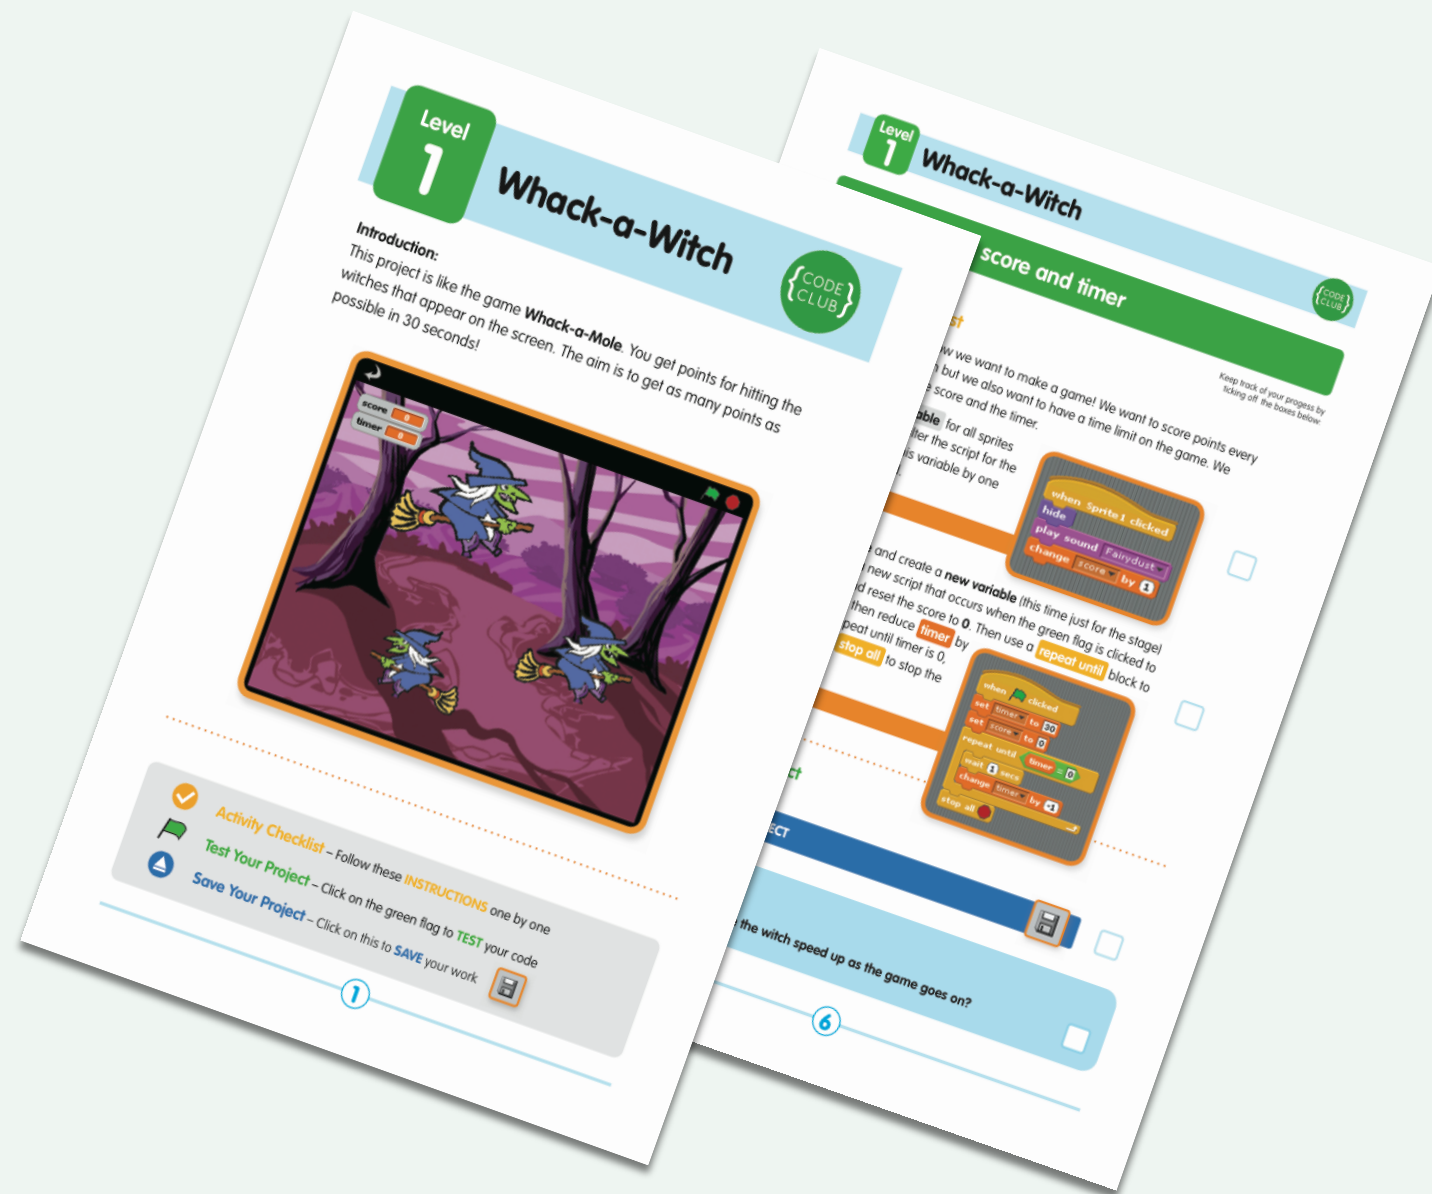 Level
1
Whack-a-Witch
{CODE
CLUB}
Introduction:
This project is like the game Whack-a-Mole. You get points for hitting the
witches that appear on the screen. The aim is to get as many points as
possible in 30 seconds!
score 0
timer 0
Activity Checklist – Follow these INSTRUCTIONS one by one
Test Your Project – Click on the green flag to TEST your code
Save Your Project – Click on this to SAVE your work
1
Level
1
Whack-a-Witch
{CODE
CLUB}
score and timer
st
Keep track of your progess by
ticking off the boxes below:
ow we want to make a game! We want to score points every
but we also want to have a time limit on the game. We
score and the timer.
able for all sprites
lter the script for the
is variable by one
when Sprite1 clicked
hide
play sound Fairydust
change score by 1
and create a new variable (this time just for the stage)
new script that occurs when the green flag is clicked to
d reset the score to 0. Then use a repeat until block to
then reduce timer by
peat until timer is 0,
stop all to stop the
when clicked
set timer to 30
set score to 0
repeat until timer = 0
wait 1 secs
change timer by -1
stop all
ct
ECT
the witch speed up as the game goes on?
6